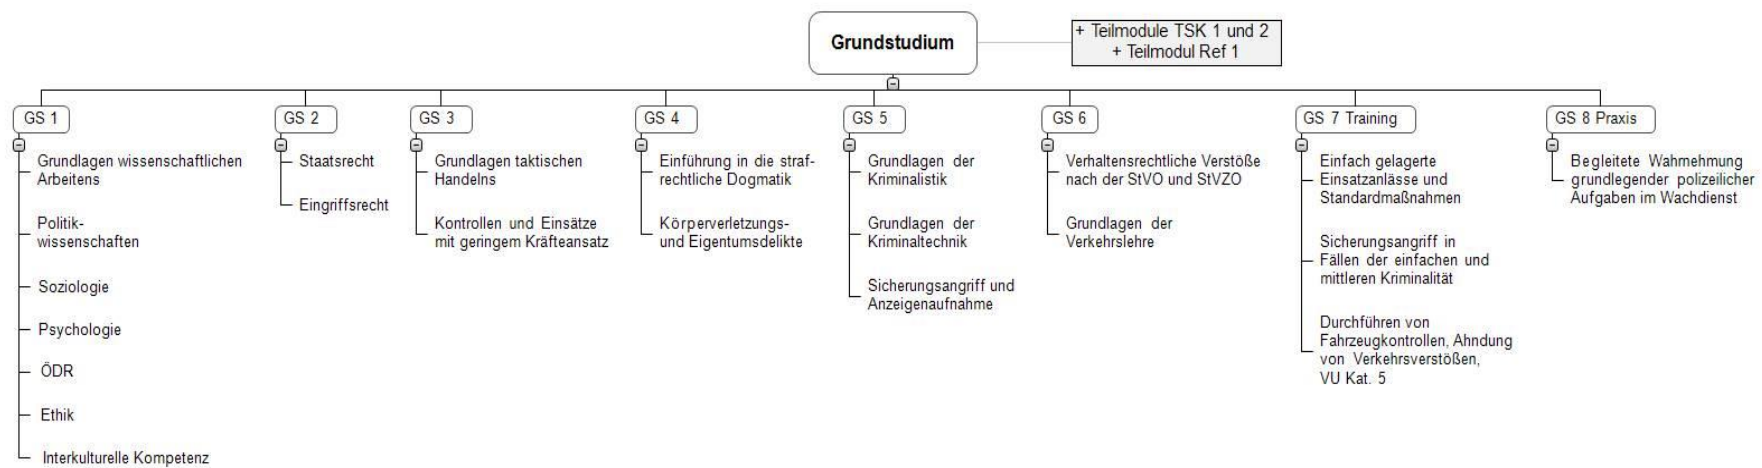 Grundstudium
+ Teilmodule TSK 1 und 2
+ Teilmodul Ref 1
GS 1
Grundlagen wissenschaftlichen
Arbeitens
Politik-
wissenschaften
Soziologie
Psychologie
ÖDR
Ethik
Interkulturelle Kompetenz
GS 2
Staatsrecht
Eingriffsrecht
GS 3
Grundlagen taktischen
Handelns
Kontrollen und Einsätze
mit geringem Kräfteansatz
GS 4
Einführung in die straf-
rechtliche Dogmatik
Körperverletzungs-
und Eigentumsdelikte
GS 5
Grundlagen der
Kriminalistik
Grundlagen der
Kriminaltechnik
Sicherungsangriff und
Anzeigenaufnahme
GS 6
Verhaltensrechtliche Verstöße
nach der StVO und StVZO
Grundlagen der
Verkehrslehre
GS 7 Training
Einfach gelagerte
Einsatzanlässe und
Standardmaßnahmen
Sicherungsangriff in
Fällen der einfachen und
mittleren Kriminalität
Durchführen von
Fahrzeugkontrollen, Ahndung
von Verkehrsverstößen,
VU Kat. 5
GS 8 Praxis
Begleitete Wahrnehmung
grundlegender polizeilicher
Aufgaben im Wachdienst